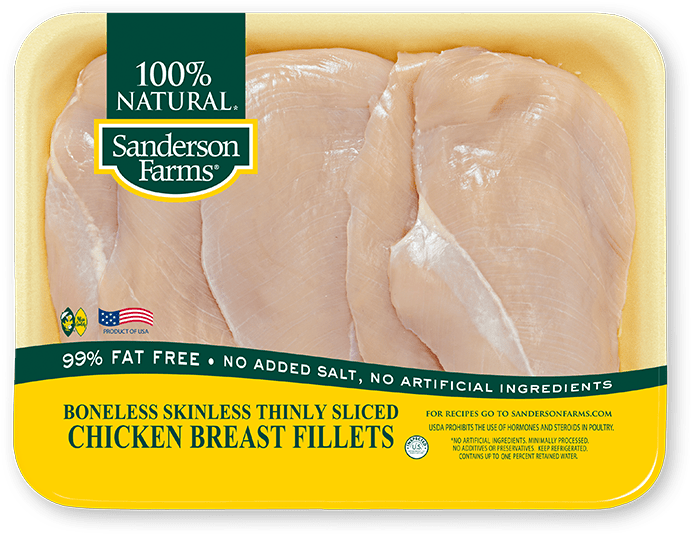 100%
NATURAL*
Sanderson
Farms®
PRODUCT OF USA
99% FAT FREE • NO ADDED SALT, NO ARTIFICIAL INGREDIENTS
BONELESS SKINLESS THINLY SLICED
CHICKEN BREAST FILLETS
FOR RECIPES GO TO SANDERSONFARMS.COM
USDA PROHIBITS THE USE OF HORMONES AND STEROIDS IN POULTRY.
*NO ARTIFICIAL INGREDIENTS. MINIMALLY PROCESSED.
NO ADDITIVES OR PRESERVATIVES. KEEP REFRIGERATED.
CONTAINS UP TO ONE PERCENT RETAINED WATER.
U.S.